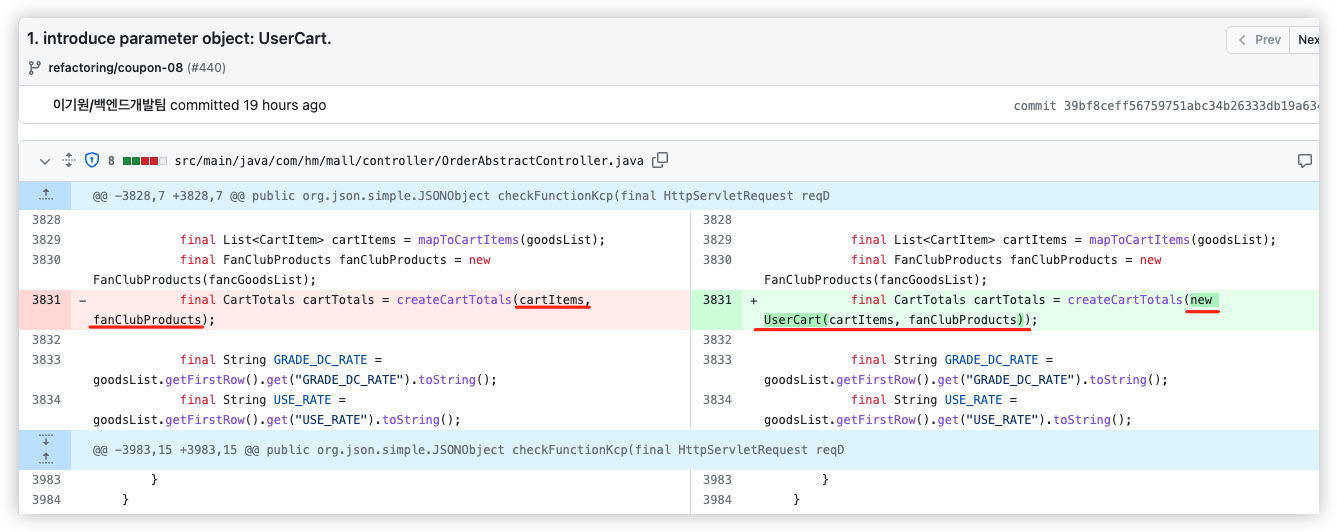 1. introduce parameter object: UserCart.
Prev
refactoring/coupon-08 (#440)
이기원/백엔드개발팀 committed 19 hours ago
commit 39bf8ceff56759751abc34b26333db19a63
8 src/main/java/com/hm/mall/controller/OrderAbstractController.java
@@ -3828,7 +3828,7 @@ public org.json.simple.JSONObject checkFunctionKcp(final HttpServletRequest reqD
3828
3829 final List<CartItem> cartItems = mapToCartItems(goodsList);
3830 final FanClubProducts fanClubProducts = new
FanClubProducts(fancGoodsList);
3831 - final CartTotals cartTotals = createCartTotals(cartItems,
fanClubProducts);
3832
3833 final String GRADE_DC_RATE =
goodsList.getFirstRow().get("GRADE_DC_RATE").toString();
3834 final String USE_RATE =
goodsList.getFirstRow().get("USE_RATE").toString();
3828
3829 final List<CartItem> cartItems = mapToCartItems(goodsList);
3830 final FanClubProducts fanClubProducts = new
FanClubProducts(fancGoodsList);
3831 + final CartTotals cartTotals = createCartTotals(new
UserCart(cartItems, fanClubProducts));
3832
3833 final String GRADE_DC_RATE =
goodsList.getFirstRow().get("GRADE_DC_RATE").toString();
3834 final String USE_RATE =
goodsList.getFirstRow().get("USE_RATE").toString();
@@ -3983,15 +3983,15 @@ public org.json.simple.JSONObject checkFunctionKcp(final HttpServletRequest reqD
3983 }
3984 }
3983 }
3984 }